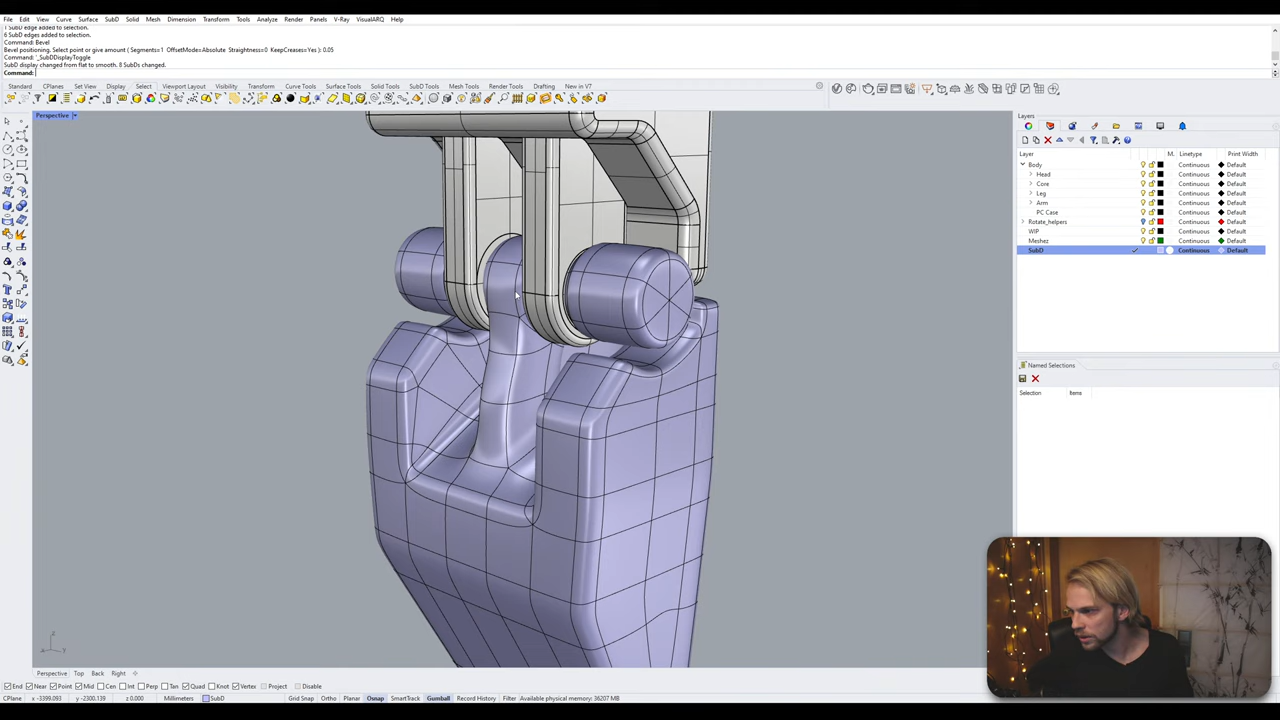 File Edit View Curve Surface SubD Solid Mesh Dimension Transform Tools Analyze Render Panels V-Ray VisualARQ Help
1 SubD edge added to selection.
6 SubD edges added to selection.
Command: Bevel
Bevel positioning. Select point or give amount ( Segments=1 OffsetMode=Absolute Straightness=0 KeepCreases=Yes ): 0.05
Command: '_SubDDisplayToggle
SubD display changed from flat to smooth. 8 SubDs changed.
Command:
Standard CPlanes Set View Display Select Viewport Layout Visibility Transform Curve Tools Surface Tools Solid Tools SubD Tools Mesh Tools Render Tools Drafting New in V7
Perspective
Layers
Layer M. Linetype Print Width
Body Continuous Default
Head Continuous Default
Core Continuous Default
Leg Continuous Default
Arm Continuous Default
PC Case Continuous Default
Rotate_helpers Continuous Default
WIP Continuous Default
Meshez Continuous Default
SubD Continuous Default
Named Selections
Selection Items
z
y
Perspective Top Back Right
End Near Point Mid Cen Int Perp Tan Quad Knot Vertex Project Disable
CPlane x -3399.093 y -2300.139 z 0.000 Millimeters SubD Grid Snap Ortho Planar Osnap SmartTrack Gumball Record History Filter Available physical memory: 36207 MB